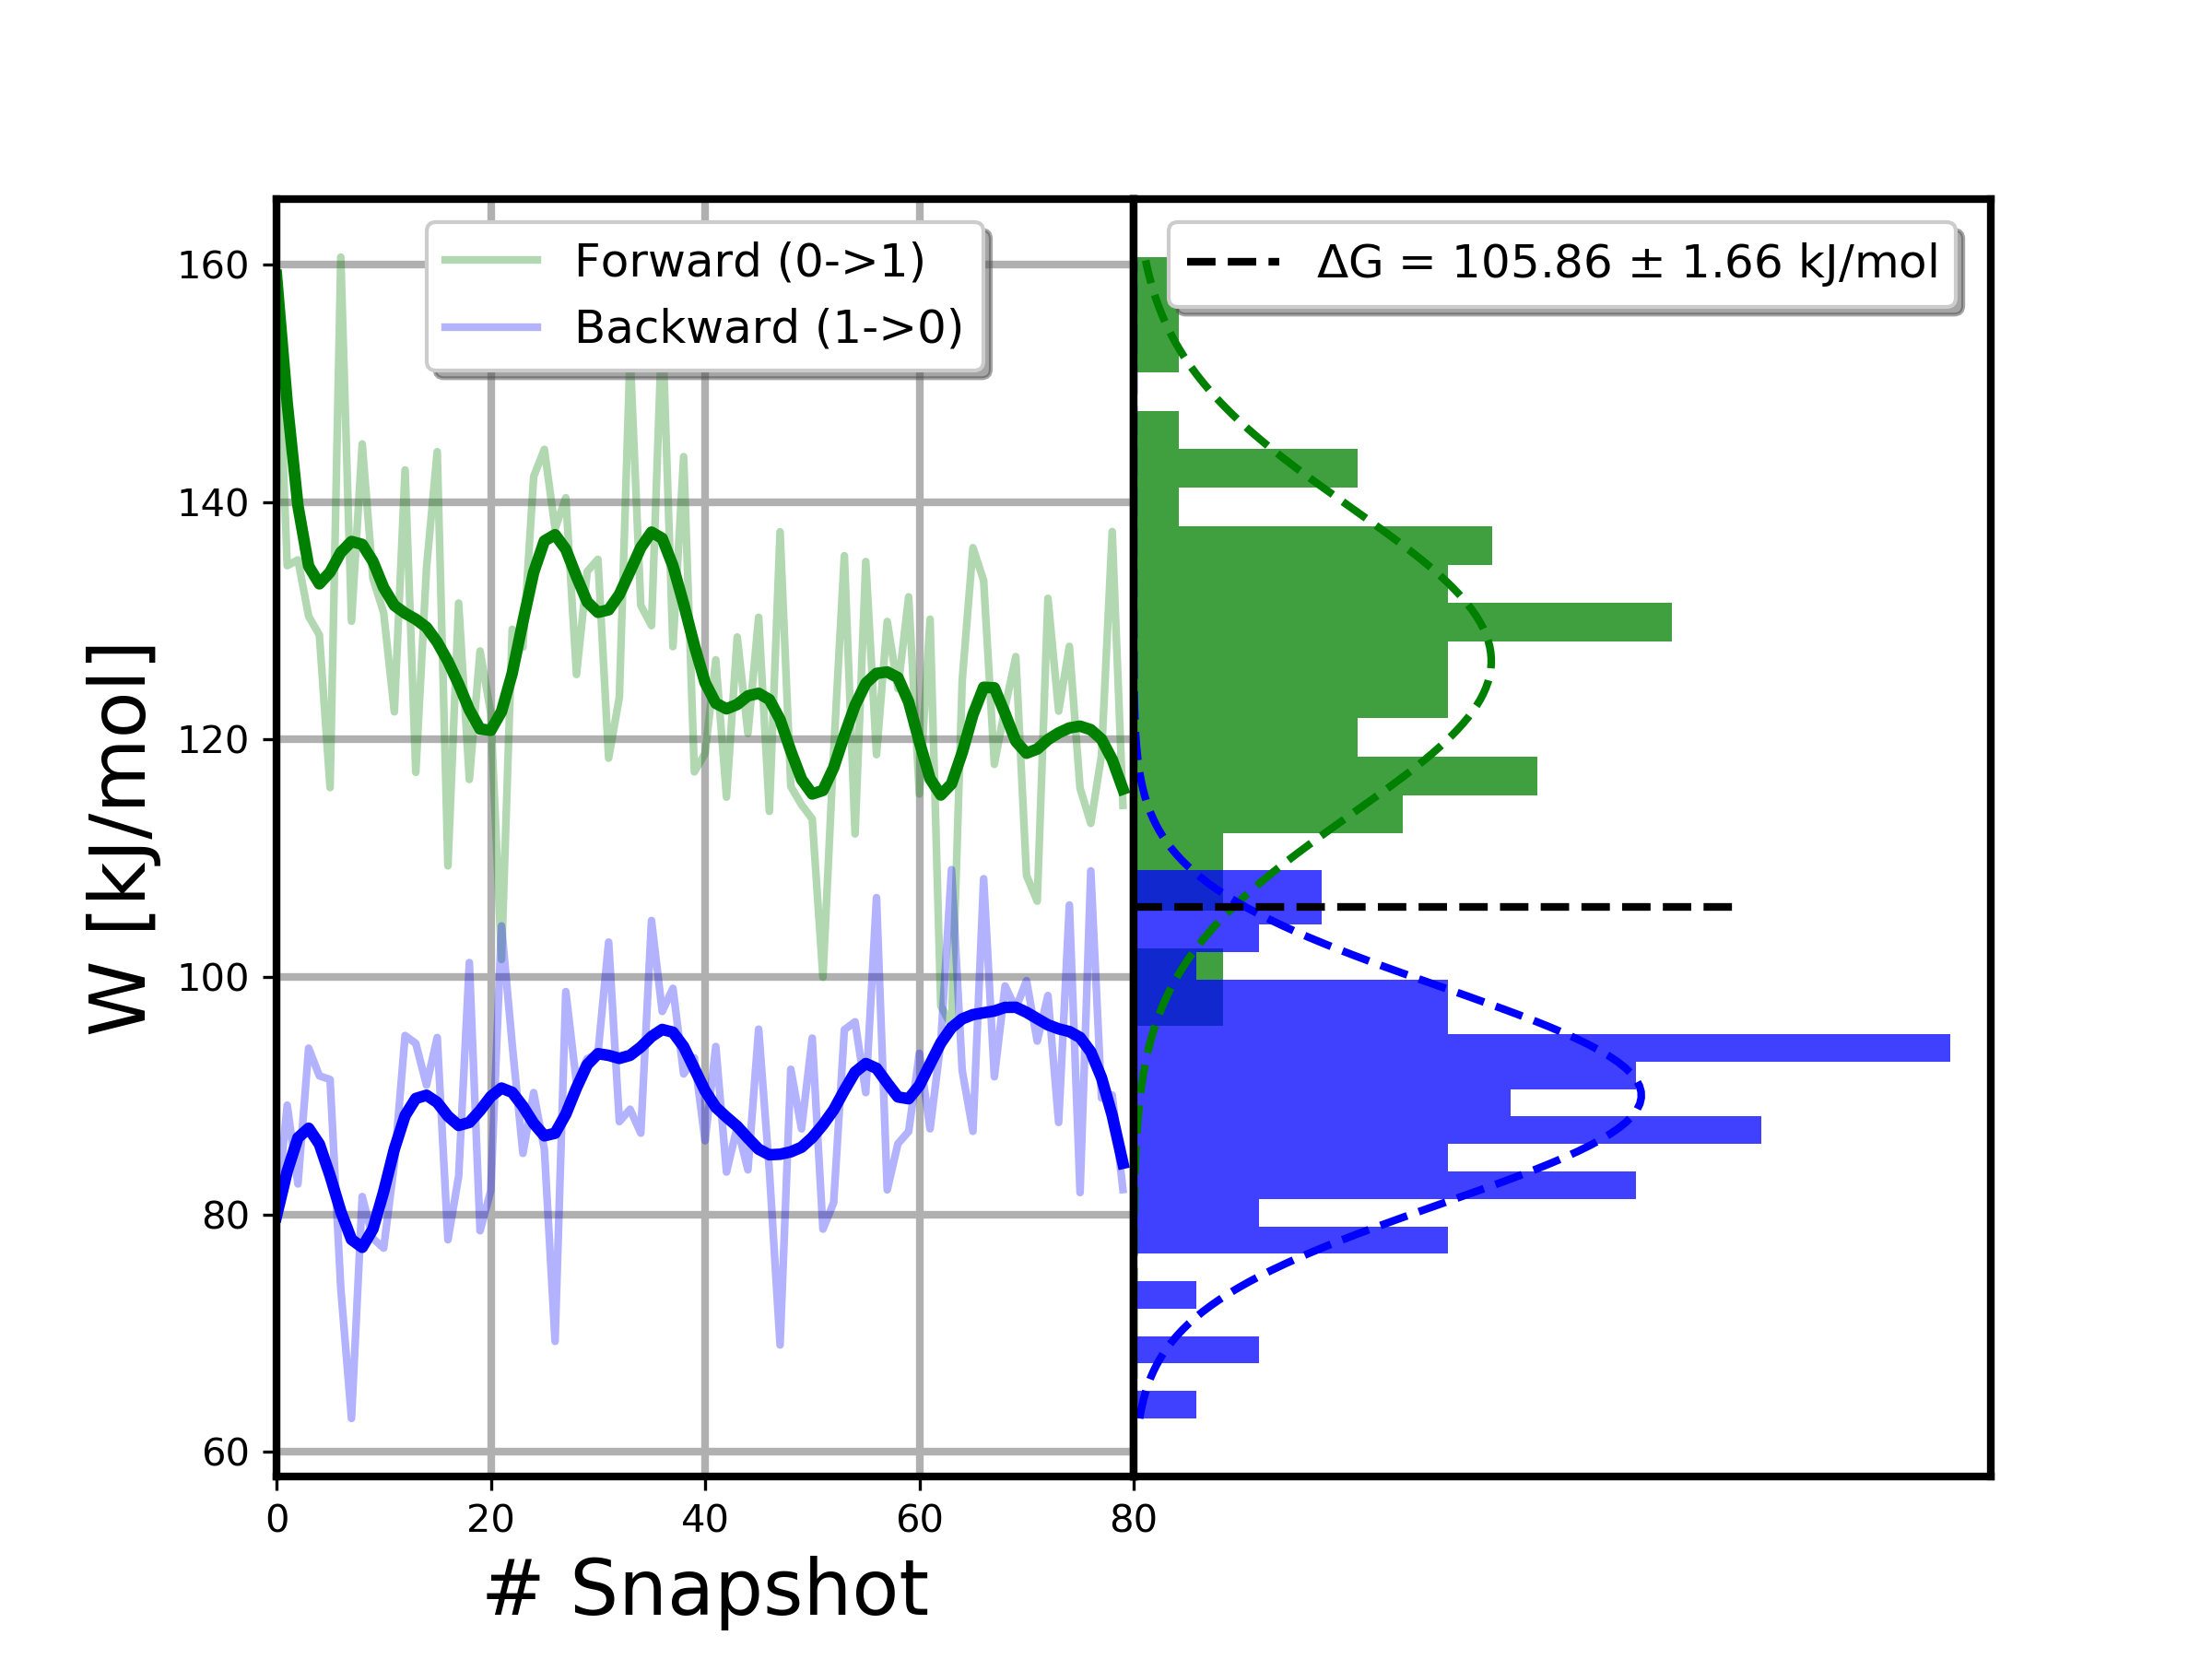 Forward (0->1)
Backward (1->0)
ΔG = 105.86 ± 1.66 kJ/mol
W [kJ/mol]
160
140
120
100
80
60
0 20 40 60 80
# Snapshot